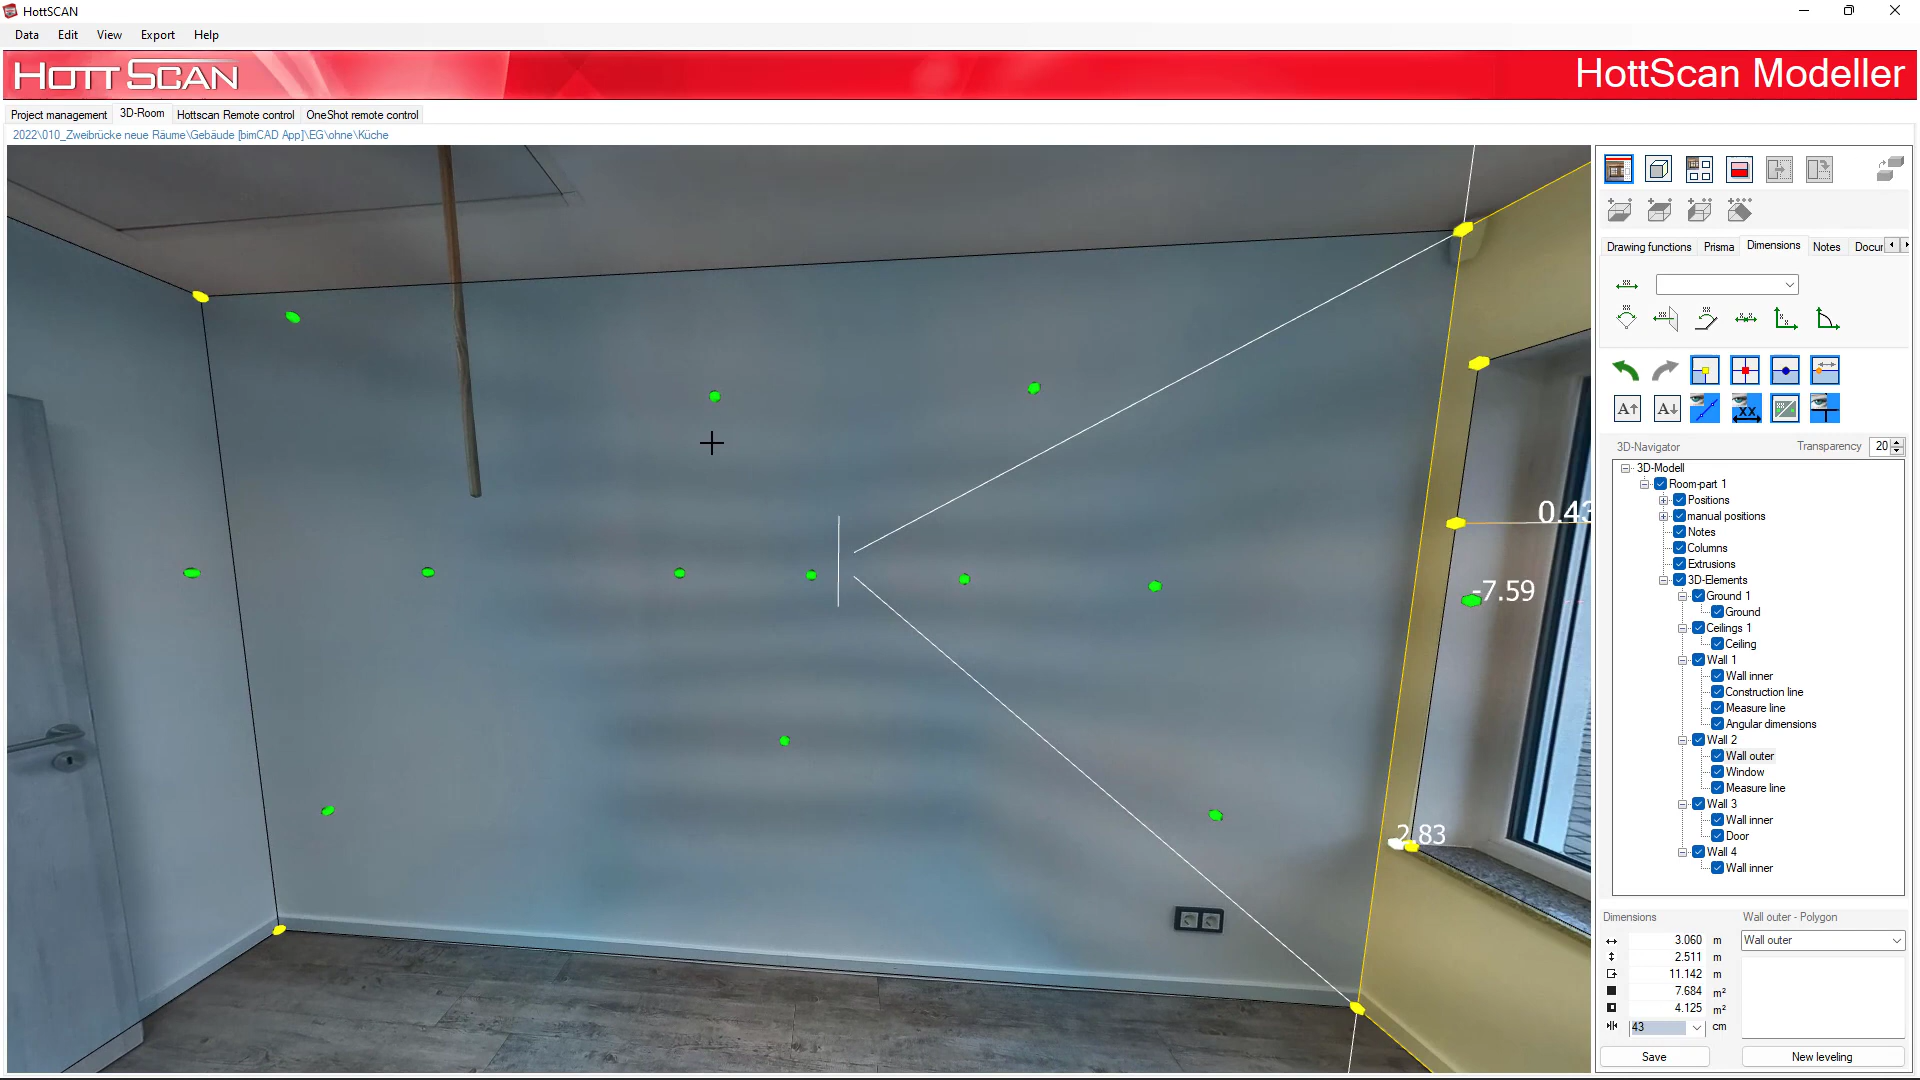 HottSCAN
Data Edit View Export Help
HOTTSCAN
HottScan Modeller
Project management 3D-Room Hottscan Remote control OneShot remote control
2022\010_Zweibrücke neue Räume\Gebäude [bimCAD App]\EG\ohne\Küche
Drawing functions Prisma Dimensions Notes Docur
3D-Navigator Transparency 20
3D-Modell
Room-part 1
Positions
manual positions
Notes
Columns
Extrusions
3D-Elements
Ground 1
Ground
Ceilings 1
Ceiling
Wall 1
Wall inner
Construction line
Measure line
Angular dimensions
Wall 2
Wall outer
Window
Measure line
Wall 3
Wall inner
Door
Wall 4
Wall inner
0.43
-7.59
2.83
Dimensions Wall outer - Polygon
3.060 m Wall outer
2.511 m
11.142 m
7.684 m²
4.125 m²
43 cm
Save New leveling